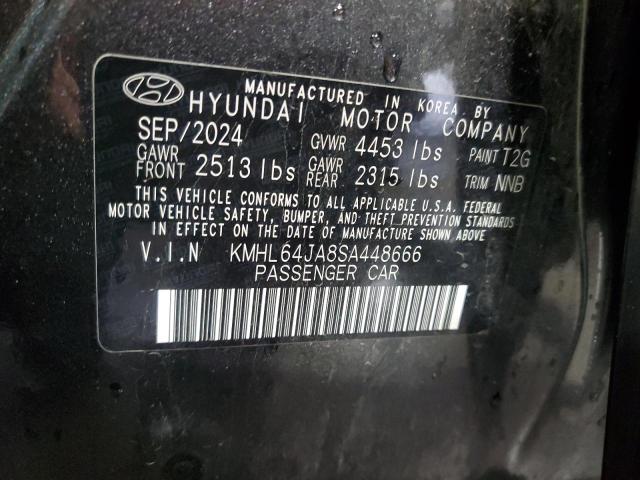 MANUFACTURED IN KOREA BY
HYUNDAI MOTOR COMPANY
SEP/2024 GVWR 4453 lbs PAINT T2G
GAWR FRONT 2513 lbs GAWR REAR 2315 lbs TRIM NNB
THIS VEHICLE CONFORMS TO ALL APPLICABLE U.S.A. FEDERAL
MOTOR VEHICLE SAFETY, BUMPER, AND THEFT PREVENTION STANDARDS
IN EFFECT ON THE DATE OF MANUFACTURE SHOWN ABOVE.
V.I.N KMHL64JA8SA448666
PASSENGER CAR